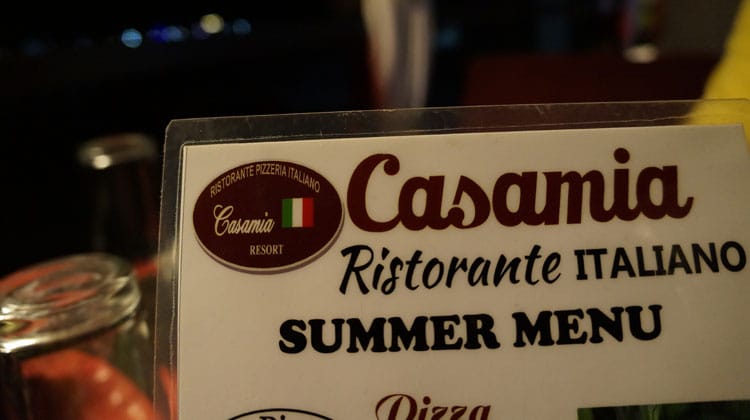 RISTORANTE PIZZERIA ITALIANO
Casamia
RESORT
Casamia
Ristorante ITALIANO
SUMMER MENU
Pizza